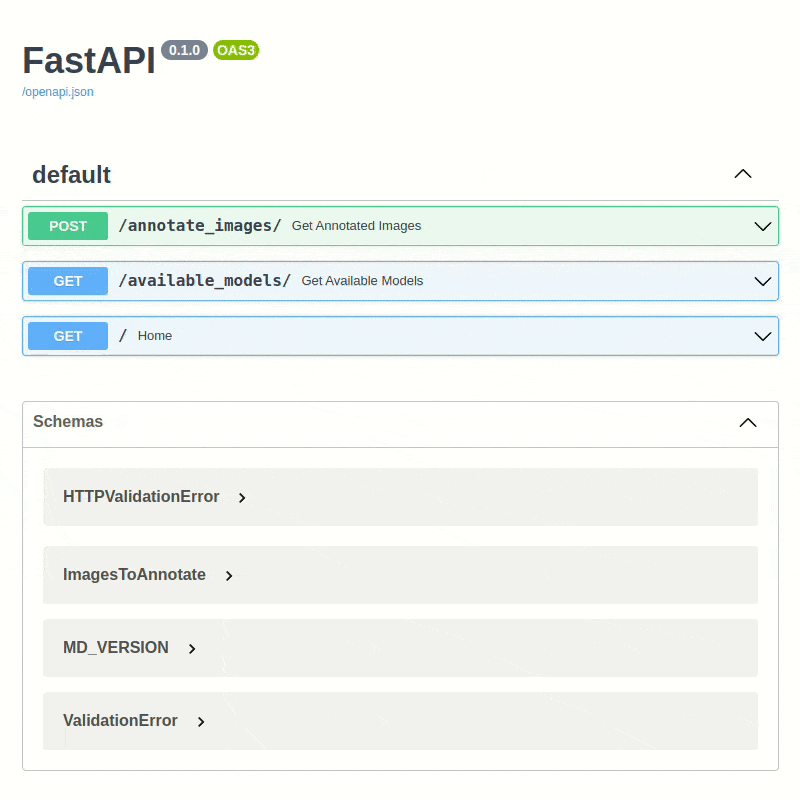 FastAPI 0.1.0 OAS3
/openapi.json
default
POST /annotate_images/ Get Annotated Images
GET /available_models/ Get Available Models
GET / Home
Schemas
HTTPValidationError
ImagesToAnnotate
MD_VERSION
ValidationError